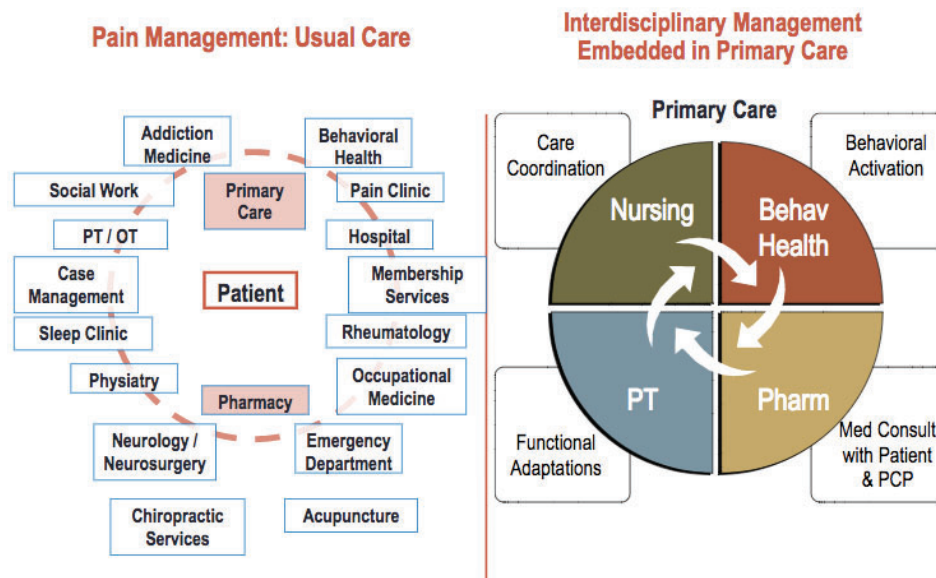 Pain Management: Usual Care
Addiction
Medicine
Behavioral
Health
Social Work
Primary
Care
Pain Clinic
PT / OT
Hospital
Case
Management
Patient
Membership
Services
Sleep Clinic
Rheumatology
Physiatry
Pharmacy
Occupational
Medicine
Neurology /
Neurosurgery
Emergency
Department
Chiropractic
Services
Acupuncture
Interdisciplinary Management
Embedded in Primary Care
Primary Care
Care
Coordination
Behavioral
Activation
Nursing
Behav
Health
PT
Pharm
Functional
Adaptations
Med Consult
with Patient
& PCP